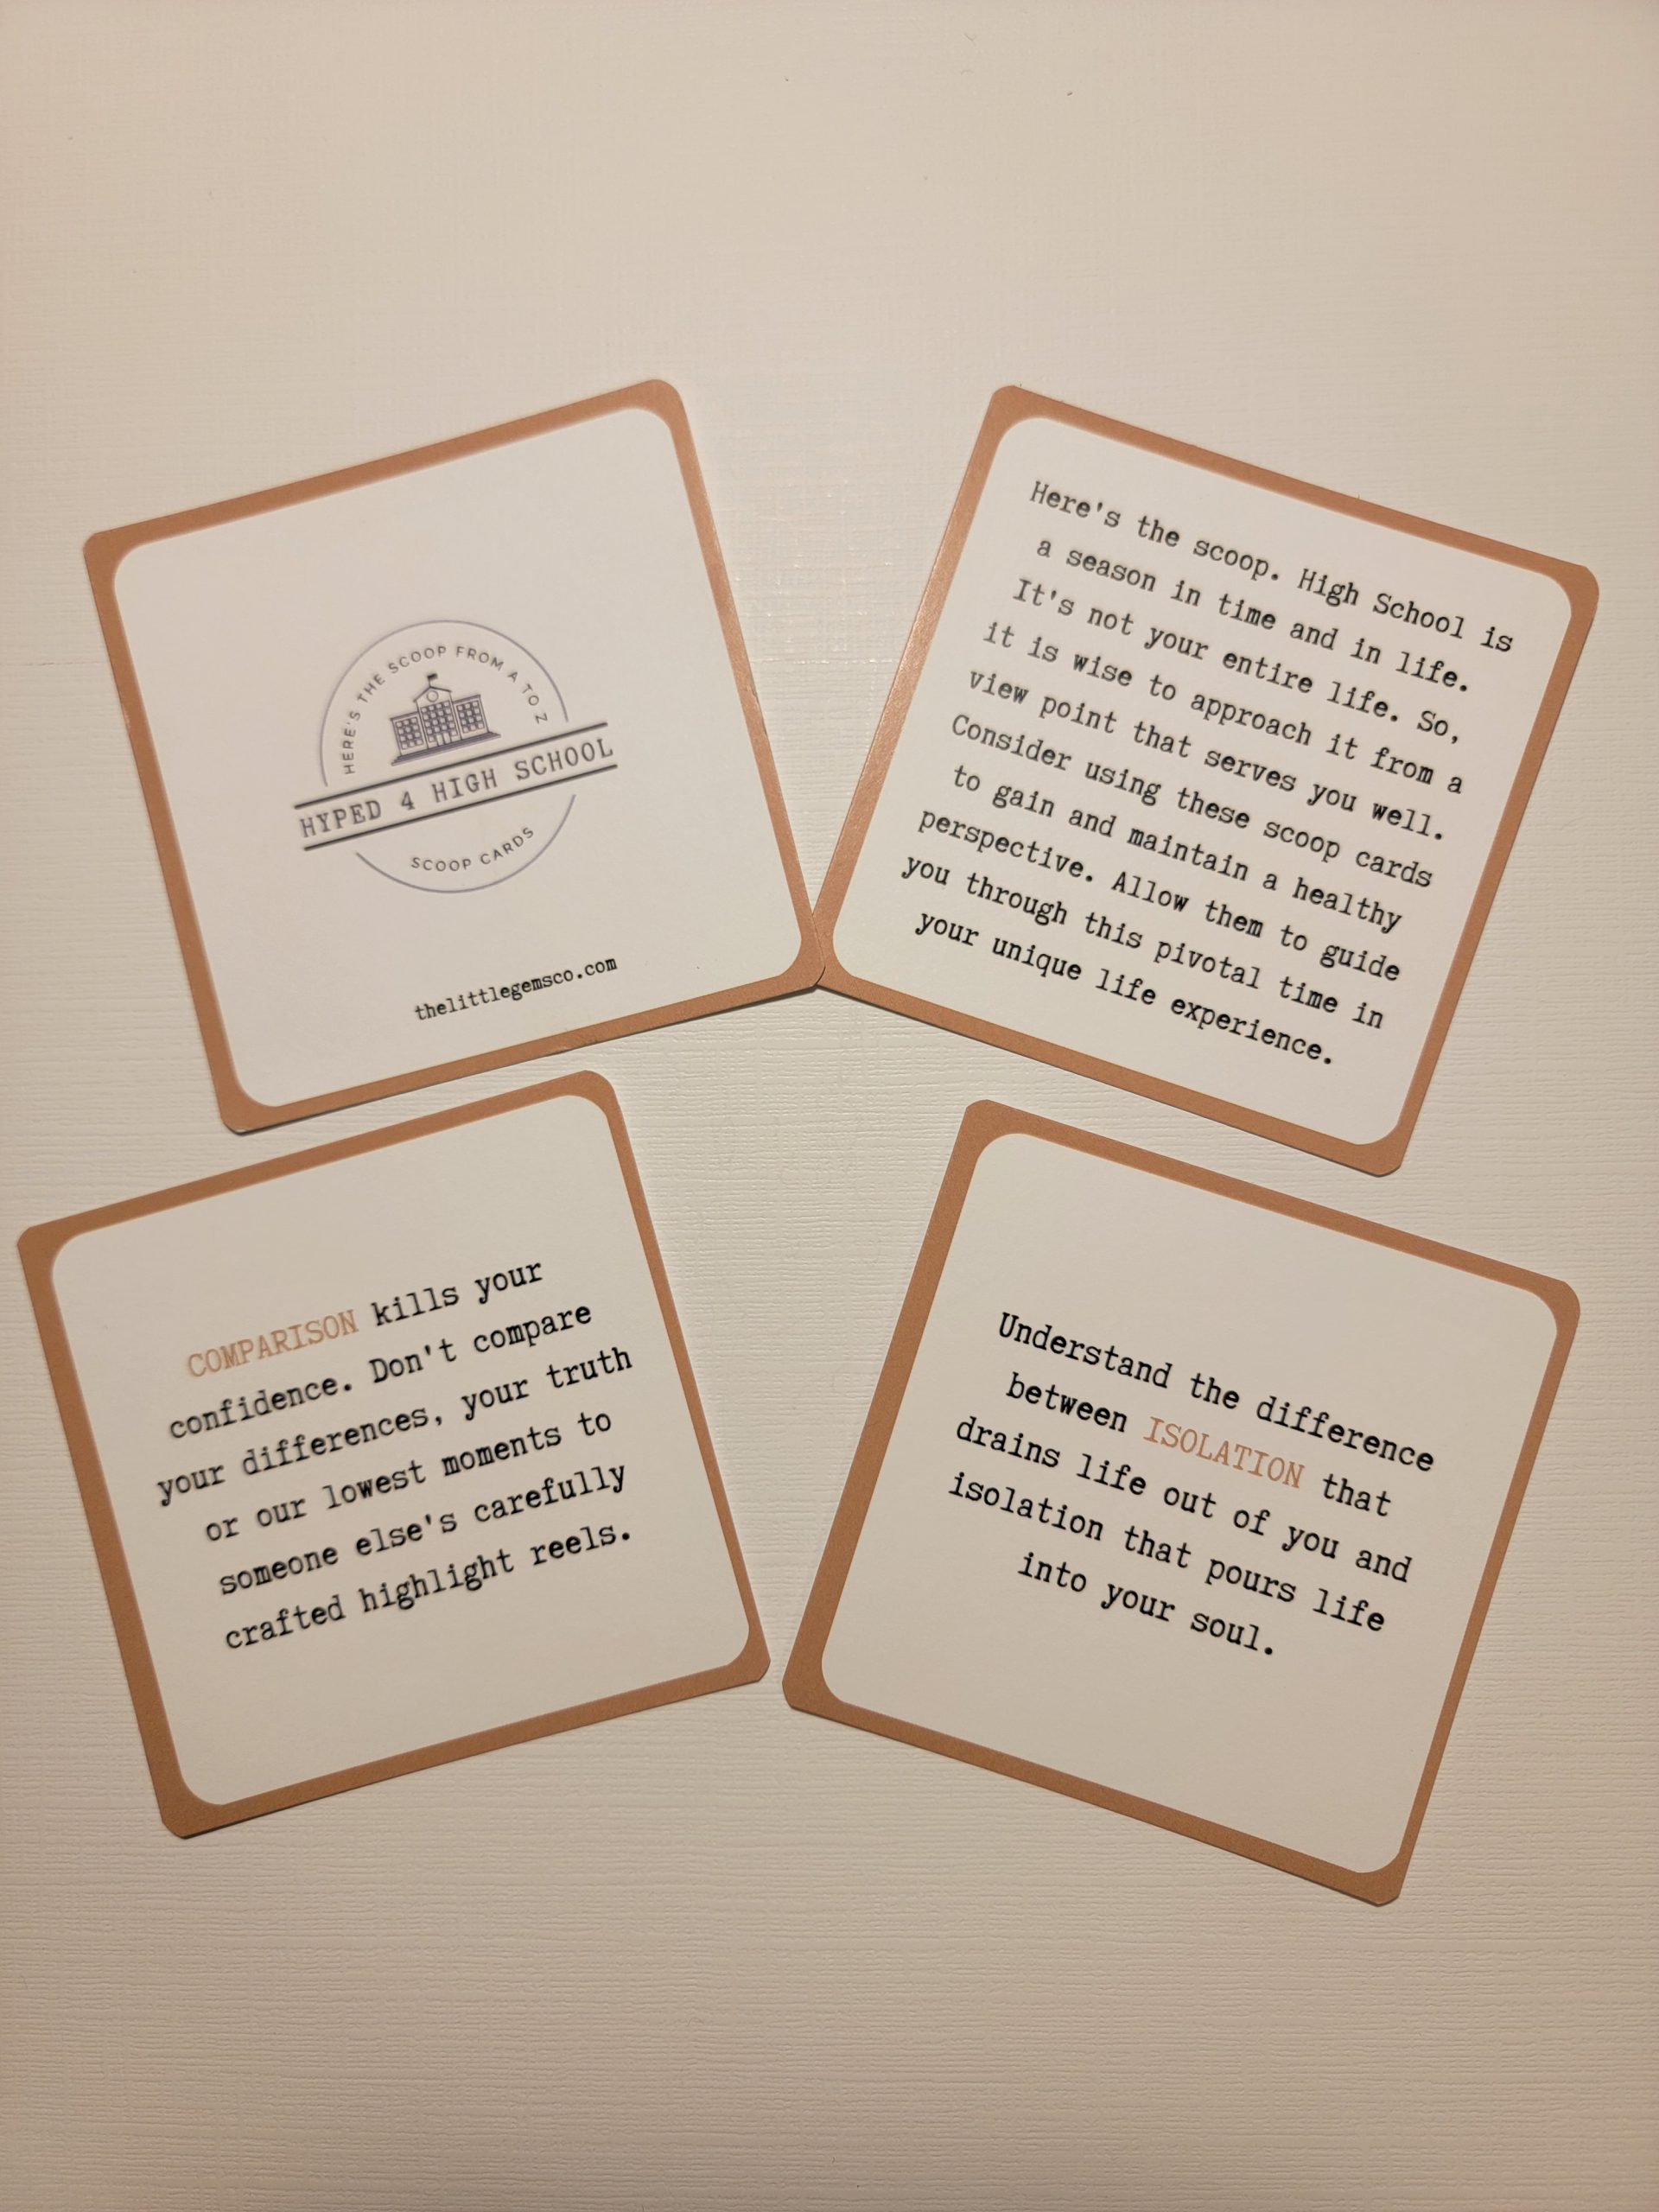 HERE'S THE SCOOP FROM A TO Z
HYPED 4 HIGH SCHOOL
SCOOP CARDS
thelittlegemsco.com
Here's the scoop. High School is
a season in time and in life.
It's not your entire life. So,
it is wise to approach it from a
view point that serves you well.
Consider using these scoop cards
to gain and maintain a healthy
perspective. Allow them to guide
you through this pivotal time in
your unique life experience.
COMPARISON kills your
confidence. Don't compare
your differences, your truth
or our lowest moments to
someone else's carefully
crafted highlight reels.
Understand the difference
between ISOLATION that
drains life out of you and
isolation that pours life
into your soul.